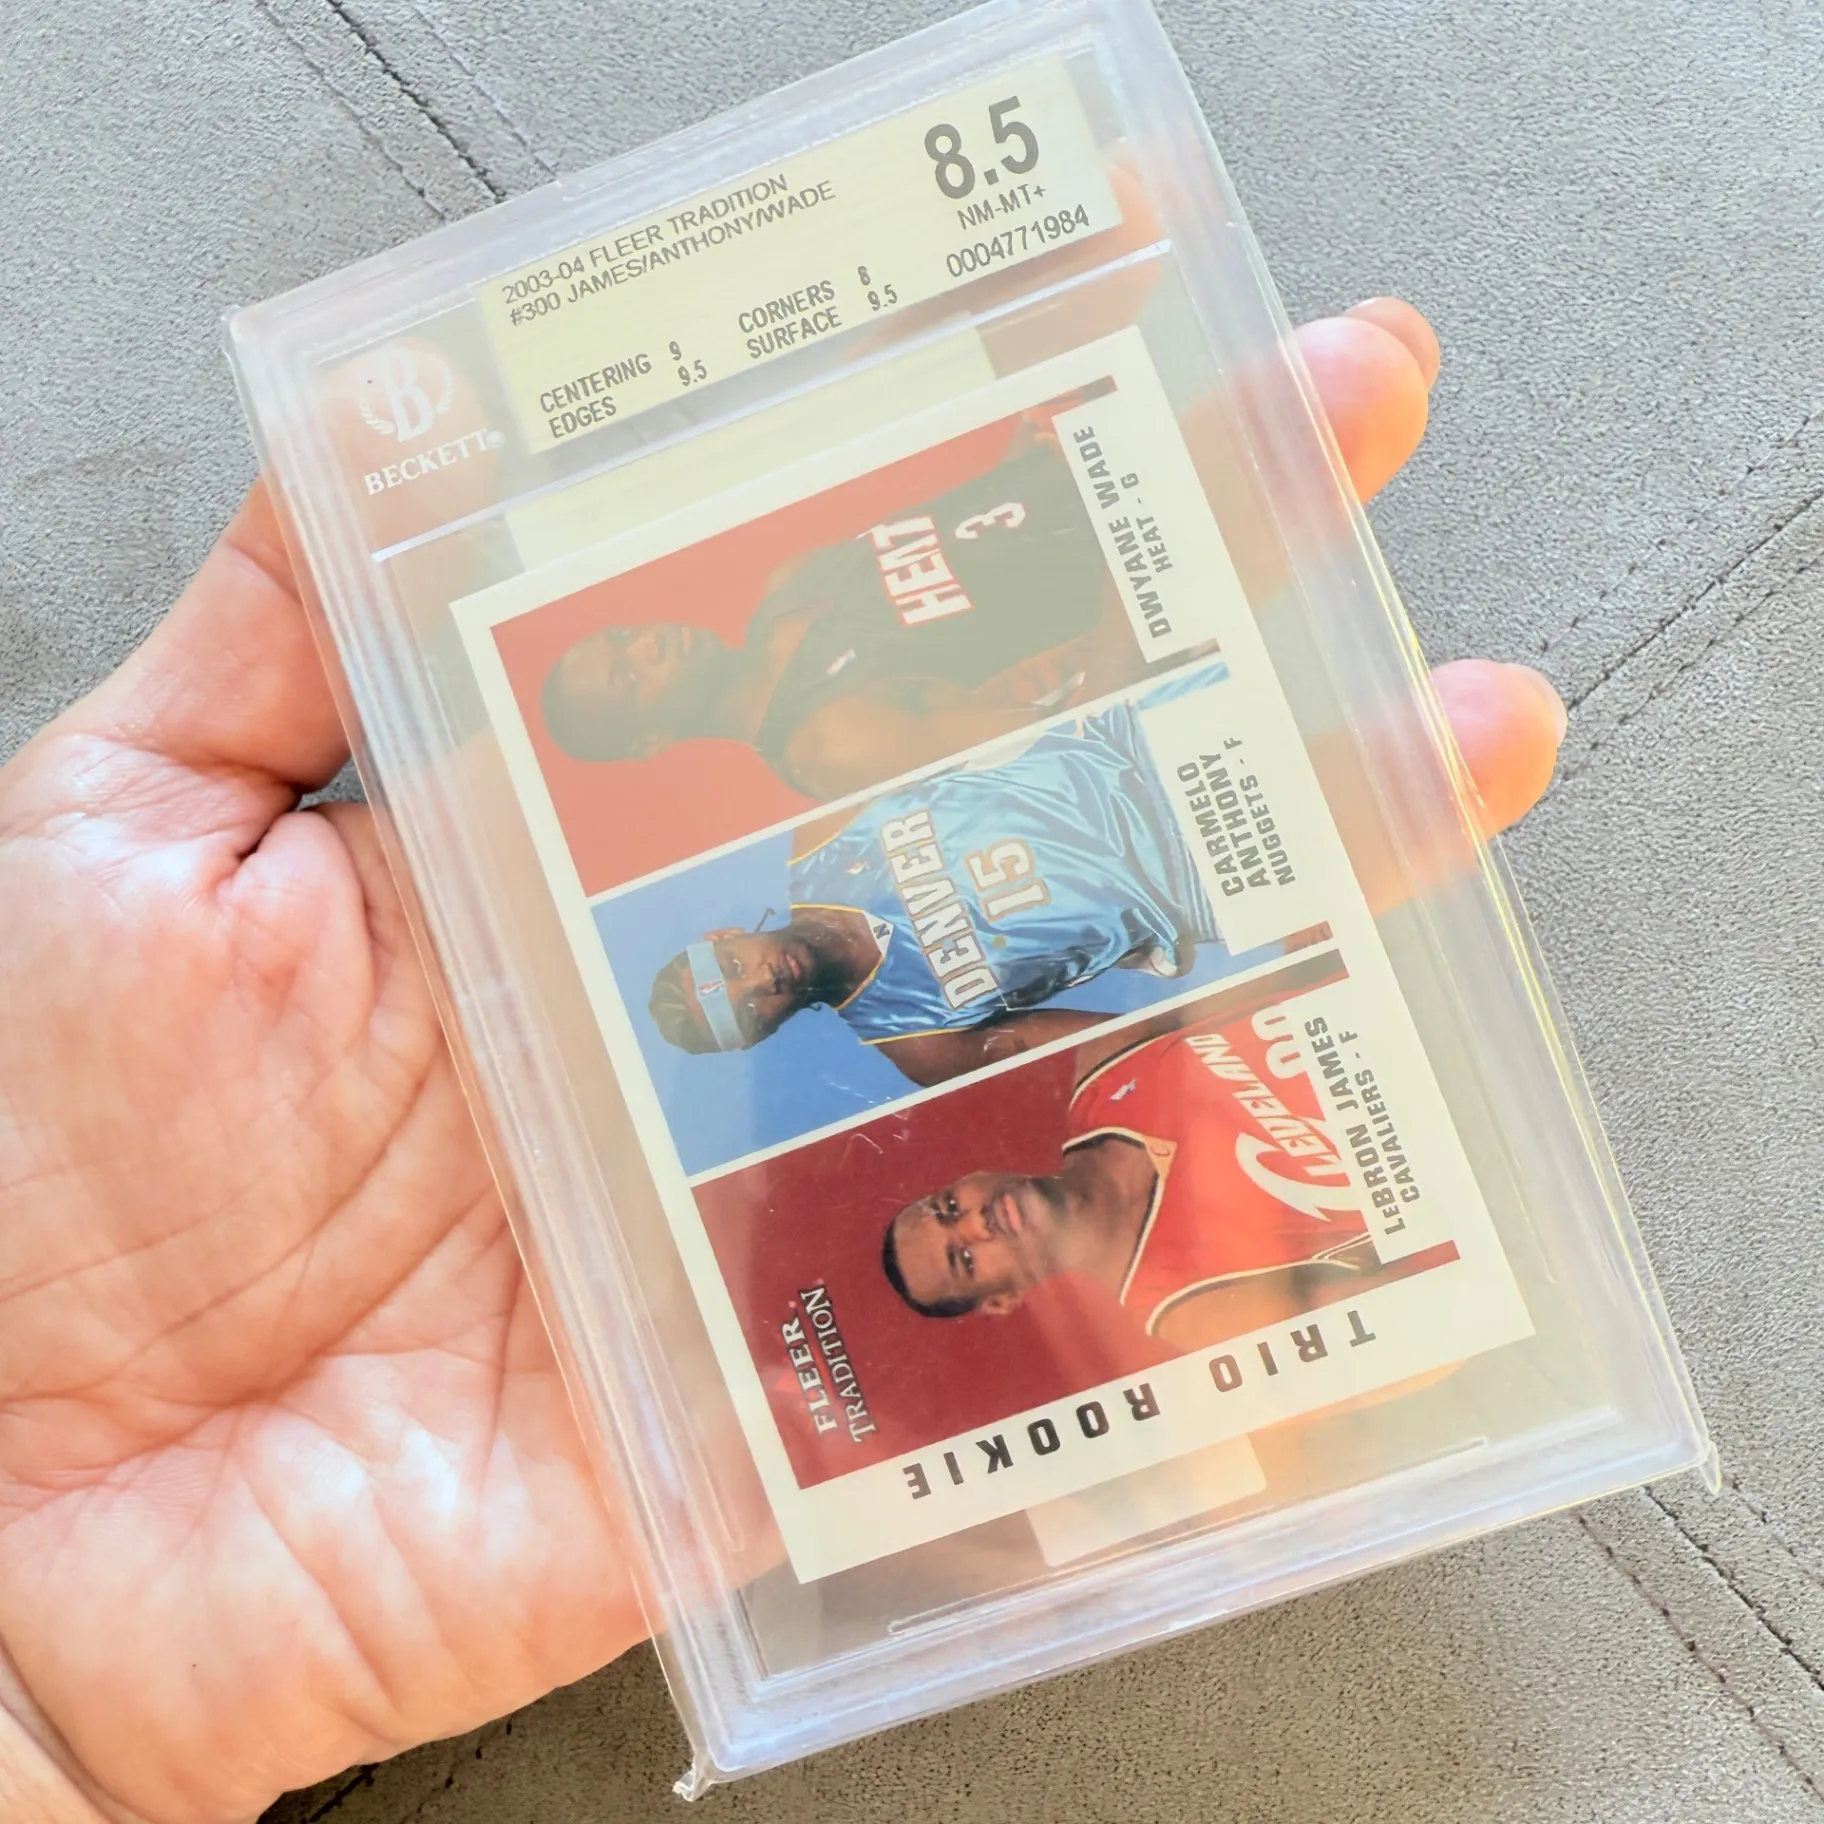 2003-04 FLEER TRADITION
#300 JAMES/ANTHONY/WADE
8.5
NM-MT+
CENTERING 9 CORNERS 8
EDGES 9.5 SURFACE 9.5
0004771984
B
BECKETT
HEAT
3
DWYANE WADE
HEAT - G
N
DENVER
15
CARMELO
ANTHONY
NUGGETS - F
CLEVELAND
LEBRON JAMES
CAVALIERS - F
FLEER
TRADITION
TRIO ROOKIE